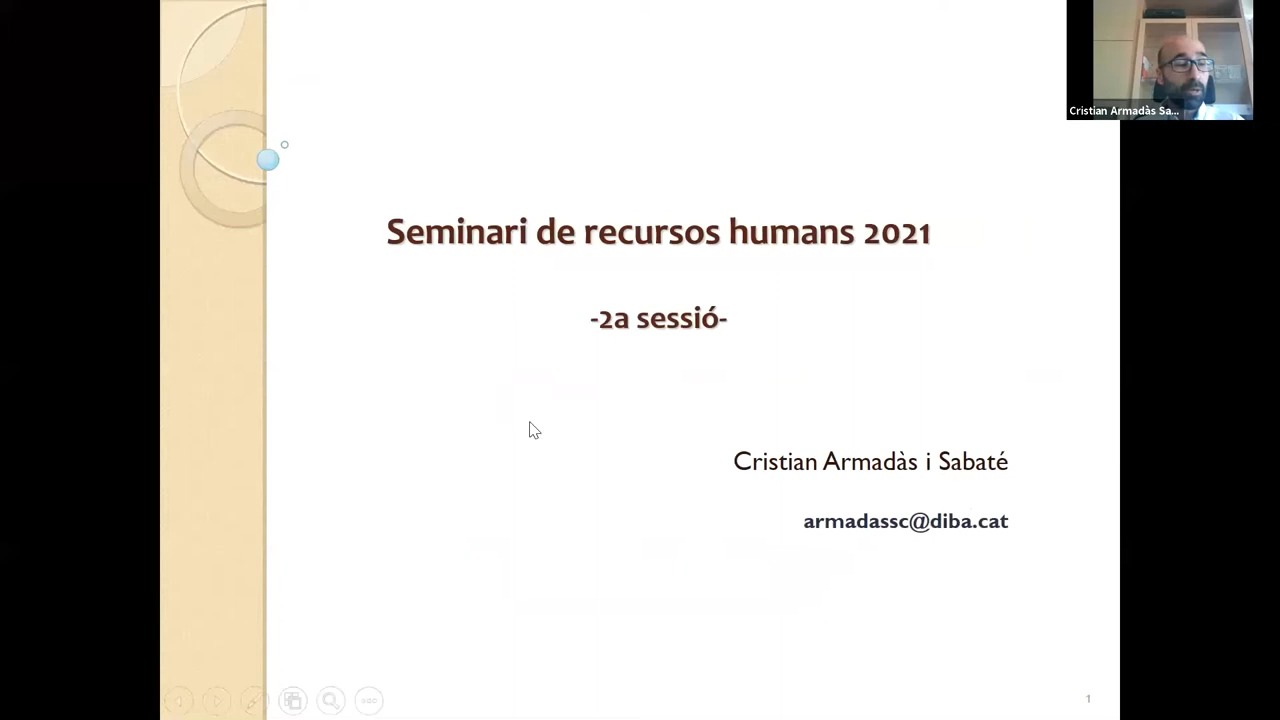 Cristian Armadàs Sa...
Seminari de recursos humans 2021
-2a sessió-
Cristian Armadàs i Sabaté
armadassc@diba.cat
1